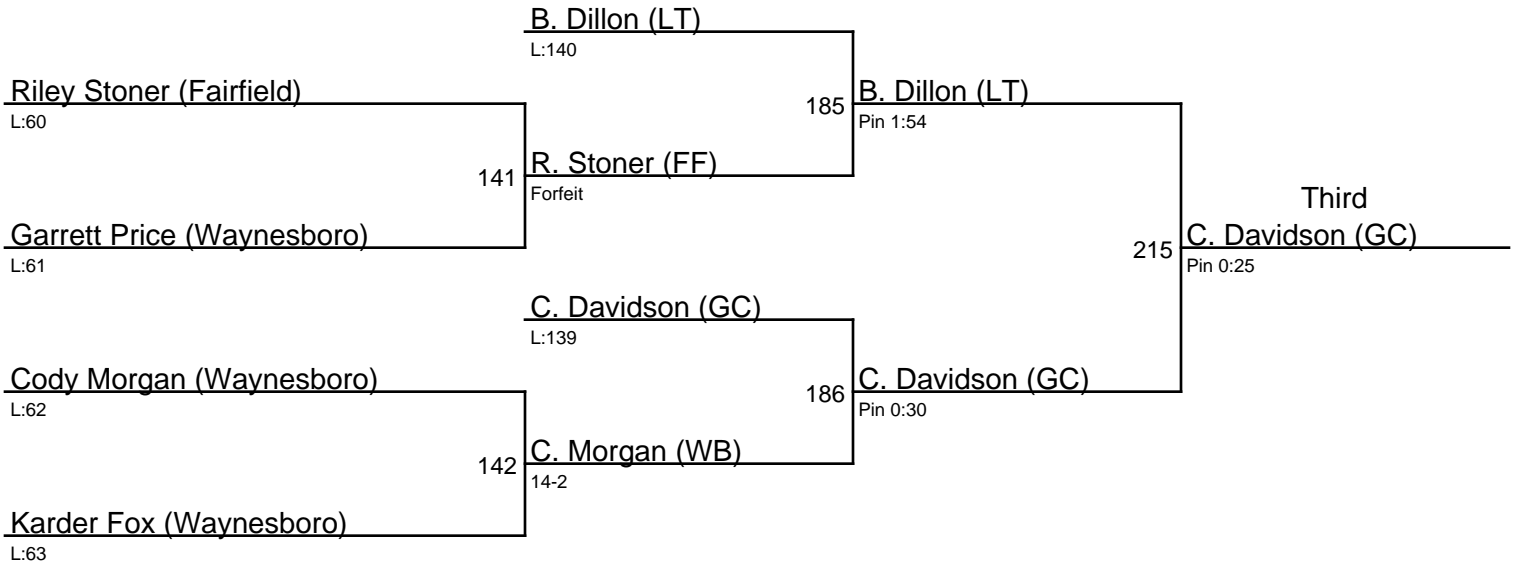 B. Dillon (LT)
L:140
Riley Stoner (Fairfield)
L:60
185
B. Dillon (LT)
Pin 1:54
141
R. Stoner (FF)
Forfeit
Third
Garrett Price (Waynesboro)
L:61
215
C. Davidson (GC)
Pin 0:25
C. Davidson (GC)
L:139
Cody Morgan (Waynesboro)
L:62
186
C. Davidson (GC)
Pin 0:30
142
C. Morgan (WB)
14-2
Karder Fox (Waynesboro)
L:63